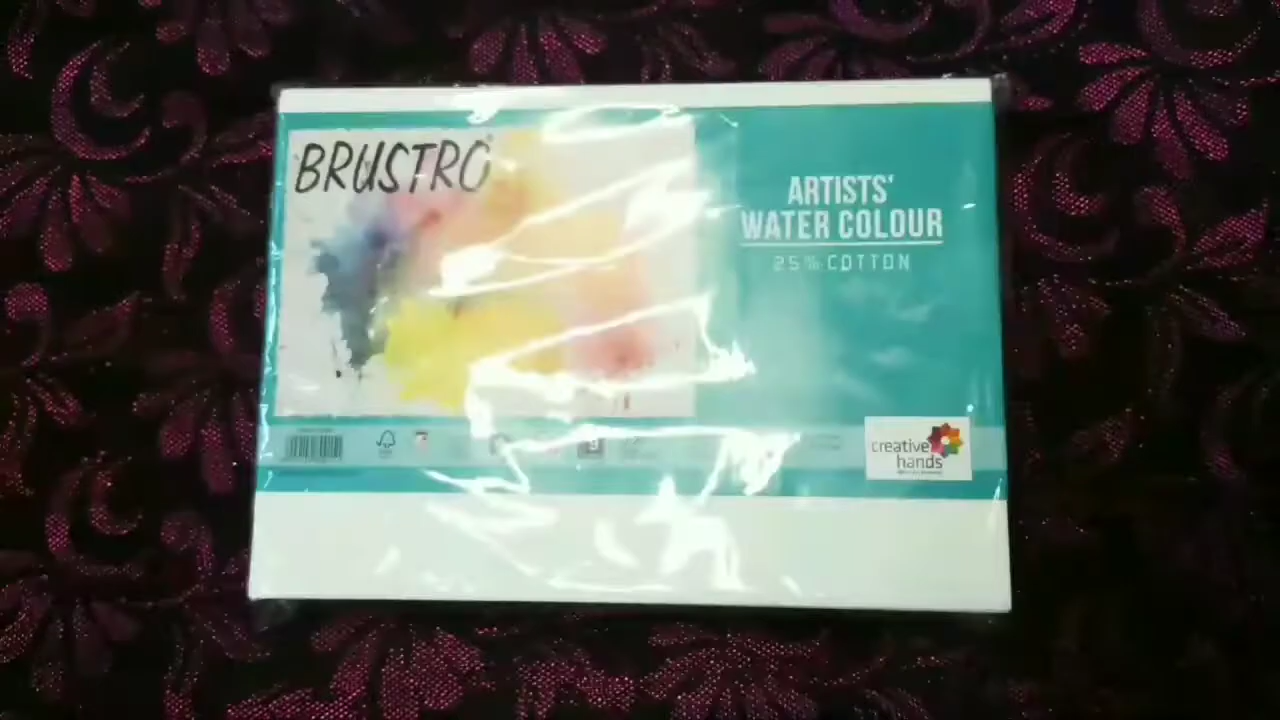 BRUSTRO
ARTISTS'
WATER COLOUR
25% COTTON
creative
hands